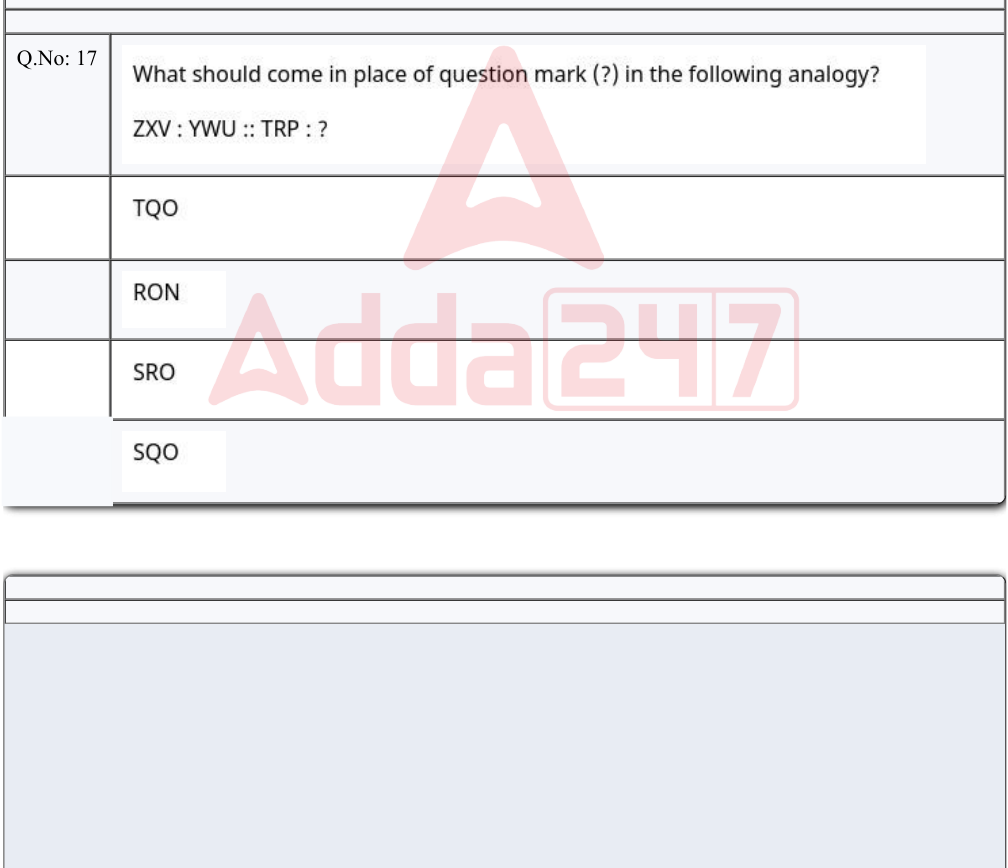 Q.No: 17
What should come in place of question mark (?) in the following analogy?
ZXV : YWU :: TRP : ?
TQO
RON
SRO
SQO
Adda247